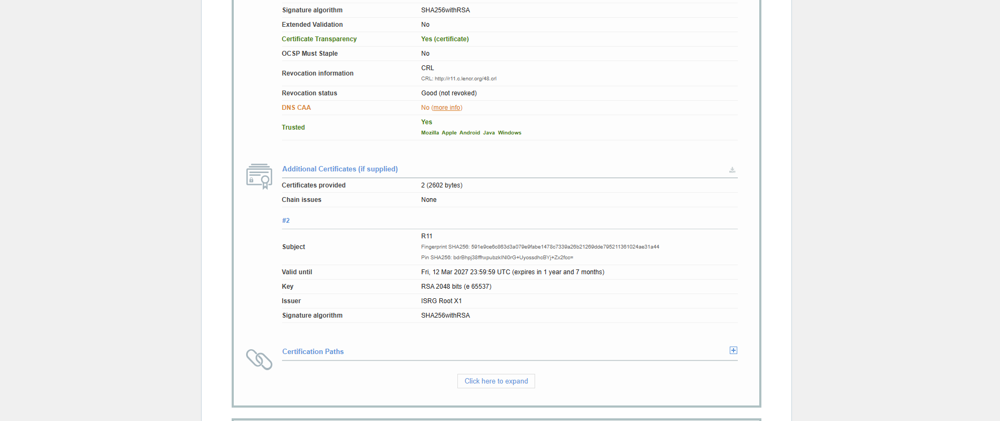 Signature algorithm SHA256withRSA
Extended Validation No
Certificate Transparency Yes (certificate)
OCSP Must Staple No
Revocation information CRL
CRL: http://r11.c.lencr.org/48.crl
Revocation status Good (not revoked)
DNS CAA No (more info)
Trusted Yes
Mozilla Apple Android Java Windows
Additional Certificates (if supplied)
Certificates provided 2 (2602 bytes)
Chain issues None
#2
Subject R11
Fingerprint SHA256: 591e9ce6c863d3a079e9fabe1478c7339a26b21269dde795211361024ae31a44
Pin SHA256: bdrBhpj38ffhxpubzkINl0rG+UyossdhcBYj+Zx2fcc=
Valid until Fri, 12 Mar 2027 23:59:59 UTC (expires in 1 year and 7 months)
Key RSA 2048 bits (e 65537)
Issuer ISRG Root X1
Signature algorithm SHA256withRSA
Certification Paths
Click here to expand